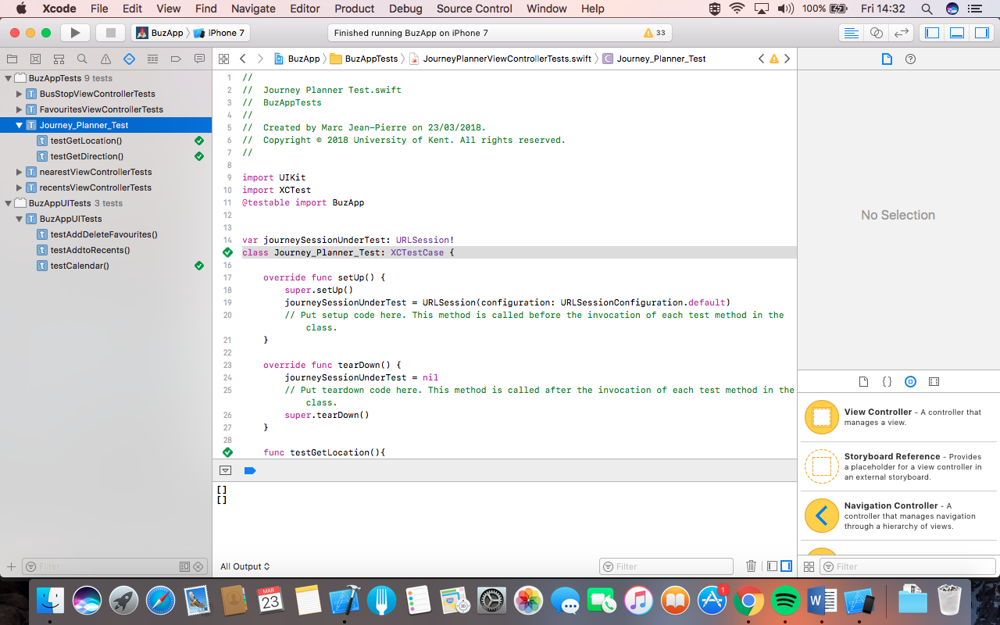 Xcode File Edit View Find Navigate Editor Product Debug Source Control Window Help 100% Fri 14:32
BuzApp iPhone 7 Finished running BuzApp on iPhone 7 33
BuzApp BuzAppTests JourneyPlannerViewControllerTests.swift C Journey_Planner_Test
BuzAppTests 9 tests
T BusStopViewControllerTests
T FavouritesViewControllerTests
T Journey_Planner_Test
t testGetLocation()
t testGetDirection()
T nearestViewControllerTests
T recentsViewControllerTests
BuzAppUITests 3 tests
T BuzAppUITests
t testAddDeleteFavourites()
t testAddtoRecents()
t testCalendar()
Filter
1 //
2 //  Journey Planner Test.swift
3 //  BuzAppTests
4 //
5 //  Created by Marc Jean-Pierre on 23/03/2018.
6 //  Copyright © 2018 University of Kent. All rights reserved.
7 //
8
9 import UIKit
10 import XCTest
11 @testable import BuzApp
12
13
14 var journeySessionUnderTest: URLSession!
class Journey_Planner_Test: XCTestCase {
16
17     override func setUp() {
18         super.setUp()
19         journeySessionUnderTest = URLSession(configuration: URLSessionConfiguration.default)
20         // Put setup code here. This method is called before the invocation of each test method in the
class.
21     }
22
23     override func tearDown() {
24         journeySessionUnderTest = nil
25         // Put teardown code here. This method is called after the invocation of each test method in the
class.
26         super.tearDown()
27     }
28
func testGetLocation(){
[]
[]
All Output Filter
No Selection
View Controller - A controller that
manages a view.
Storyboard Reference - Provides
a placeholder for a view controller in
an external storyboard.
Navigation Controller - A
controller that manages navigation
through a hierarchy of views.
Filter
MAR
23
1
W